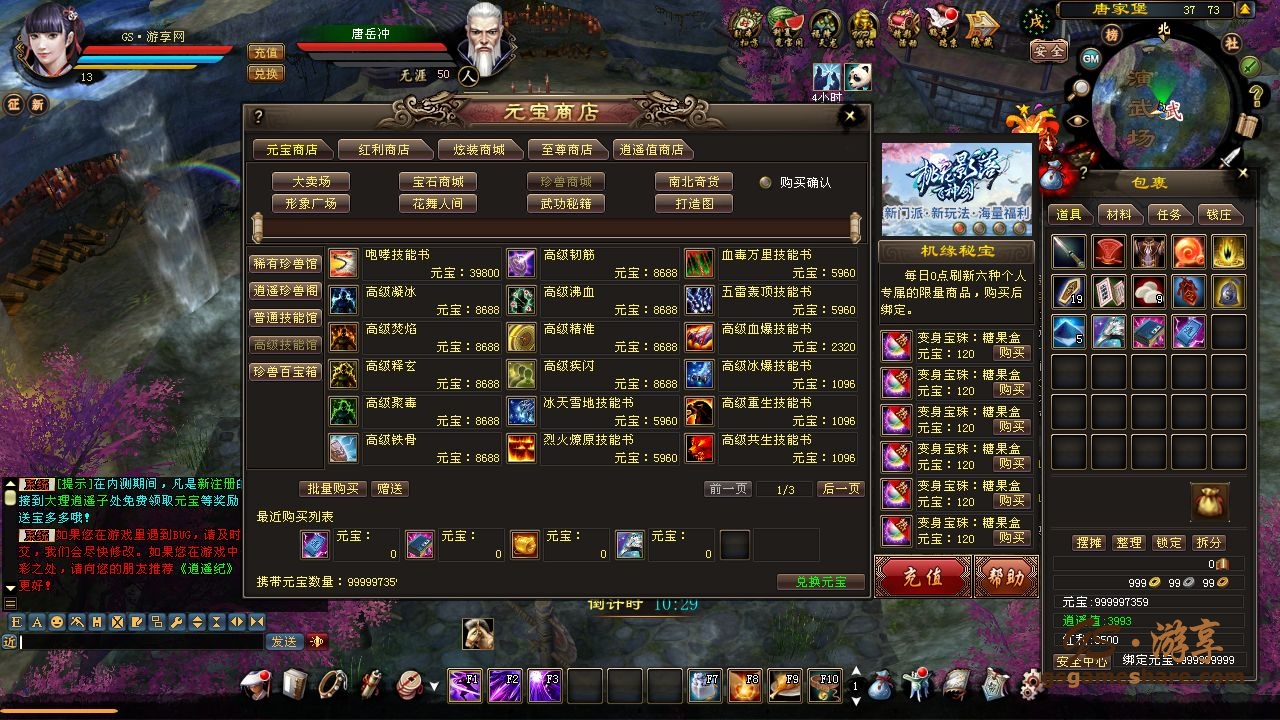 GS·游享网
13
征 新
充值
兑换
唐岳冲
无涯 50 人
4小时
安全
唐家堡 37 73
北
榜
社
GM
演武场
武
? 元宝商店
元宝商店 红利商店 炫装商城 至尊商店 逍遥值商店
大卖场 宝石商城 珍兽商城 南北奇货 购买确认
形象广场 花舞人间 武功秘籍 打造图
稀有珍兽馆
逍遥珍兽阁
普通技能馆
高级技能馆
珍兽百宝箱
咆哮技能书 元宝：39800
高级韧筋 元宝：8688
血毒万里技能书 元宝：5960
高级凝冰 元宝：8688
高级沸血 元宝：8688
五雷轰顶技能书 元宝：5960
高级焚焰 元宝：8688
高级精准 元宝：8688
高级血爆技能书 元宝：2320
高级释玄 元宝：8688
高级疾闪 元宝：8688
高级冰爆技能书 元宝：1096
高级聚毒 元宝：8688
冰天雪地技能书 元宝：5960
高级重生技能书 元宝：1096
高级铁骨 元宝：8688
烈火燎原技能书 元宝：5960
高级共生技能书 元宝：1096
批量购买 赠送 前一页 1/3 后一页
最近购买列表
元宝： 0 元宝： 0 元宝： 0 元宝： 0
携带元宝数量：99999735
兑换元宝
新门派·新玩法·海量福利
机缘秘宝
每日0点刷新六种个人
专属的限量商品，购买后
绑定。
变身宝珠：糖果盒
元宝：120 购买
变身宝珠：糖果盒
元宝：120 购买
变身宝珠：糖果盒
元宝：120 购买
变身宝珠：糖果盒
元宝：120 购买
变身宝珠：糖果盒
元宝：120 购买
变身宝珠：糖果盒
元宝：120 购买
充值 帮助
? 包裹
道具 材料 任务 钱庄
19 9
5
摆摊 整理 锁定 拆分
0
999 99 99
元宝:999997359
逍遥值:3993
安全中心 绑定元宝
·游享
系统 [提示]在内测期间，凡是新注册的
接到大理逍遥子处免费领取元宝等奖励
送宝多多哦!
系统 如果您在游戏里遇到BUG，请及时
交，我们会尽快修改。如果您在游戏中
彩之处，请向您的朋友推荐《逍遥纪》
更好!
倒计时 10:29
近 发送
F1 F2 F3 F7 F8 F9 F10 1